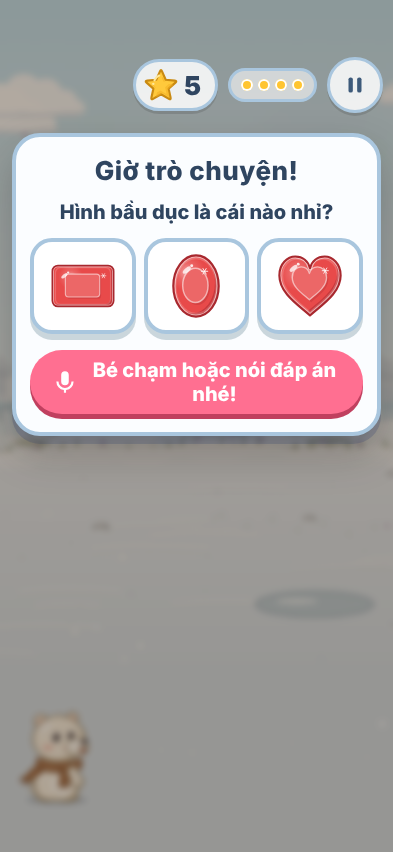 5
Giờ trò chuyện!
Hình bầu dục là cái nào nhỉ?
Bé chạm hoặc nói đáp án
nhé!